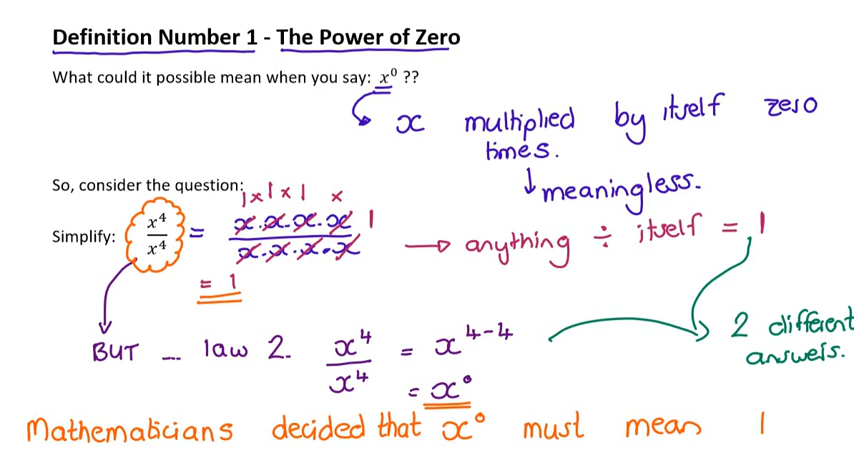 Definition Number 1 - The Power of Zero
What could it possible mean when you say: x⁰ ??
x multiplied by itself zero
times.
↓ meaningless.
So, consider the question:
1 x 1 x 1 x 1
Simplify: x⁴/x⁴ = x.x.x.x/x.x.x.x → anything ÷ itself = 1
= 1
BUT ... law 2. x⁴/x⁴ = x⁴⁻⁴
= x⁰
2 different
answers.
Mathematicians decided that x⁰ must mean 1